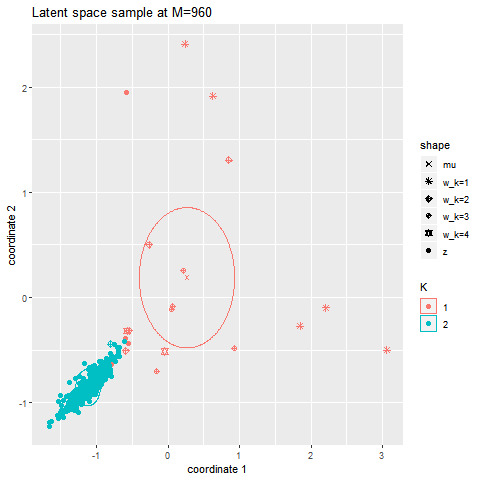 Latent space sample at M=960
2
1
0
-1
coordinate 2
-1
0
1
2
3
coordinate 1
shape
mu
w_k=1
w_k=2
w_k=3
w_k=4
z
K
1
2